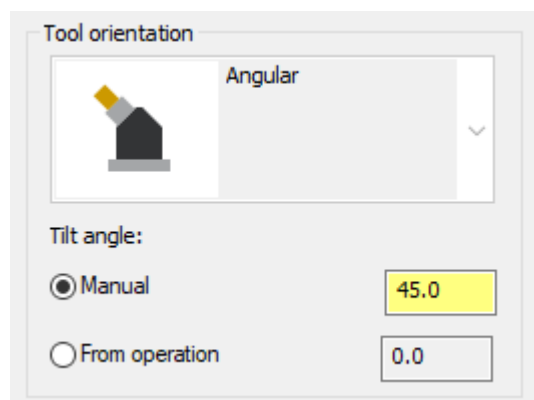 Tool orientation
Angular
Tilt angle:
Manual
45.0
From operation
0.0